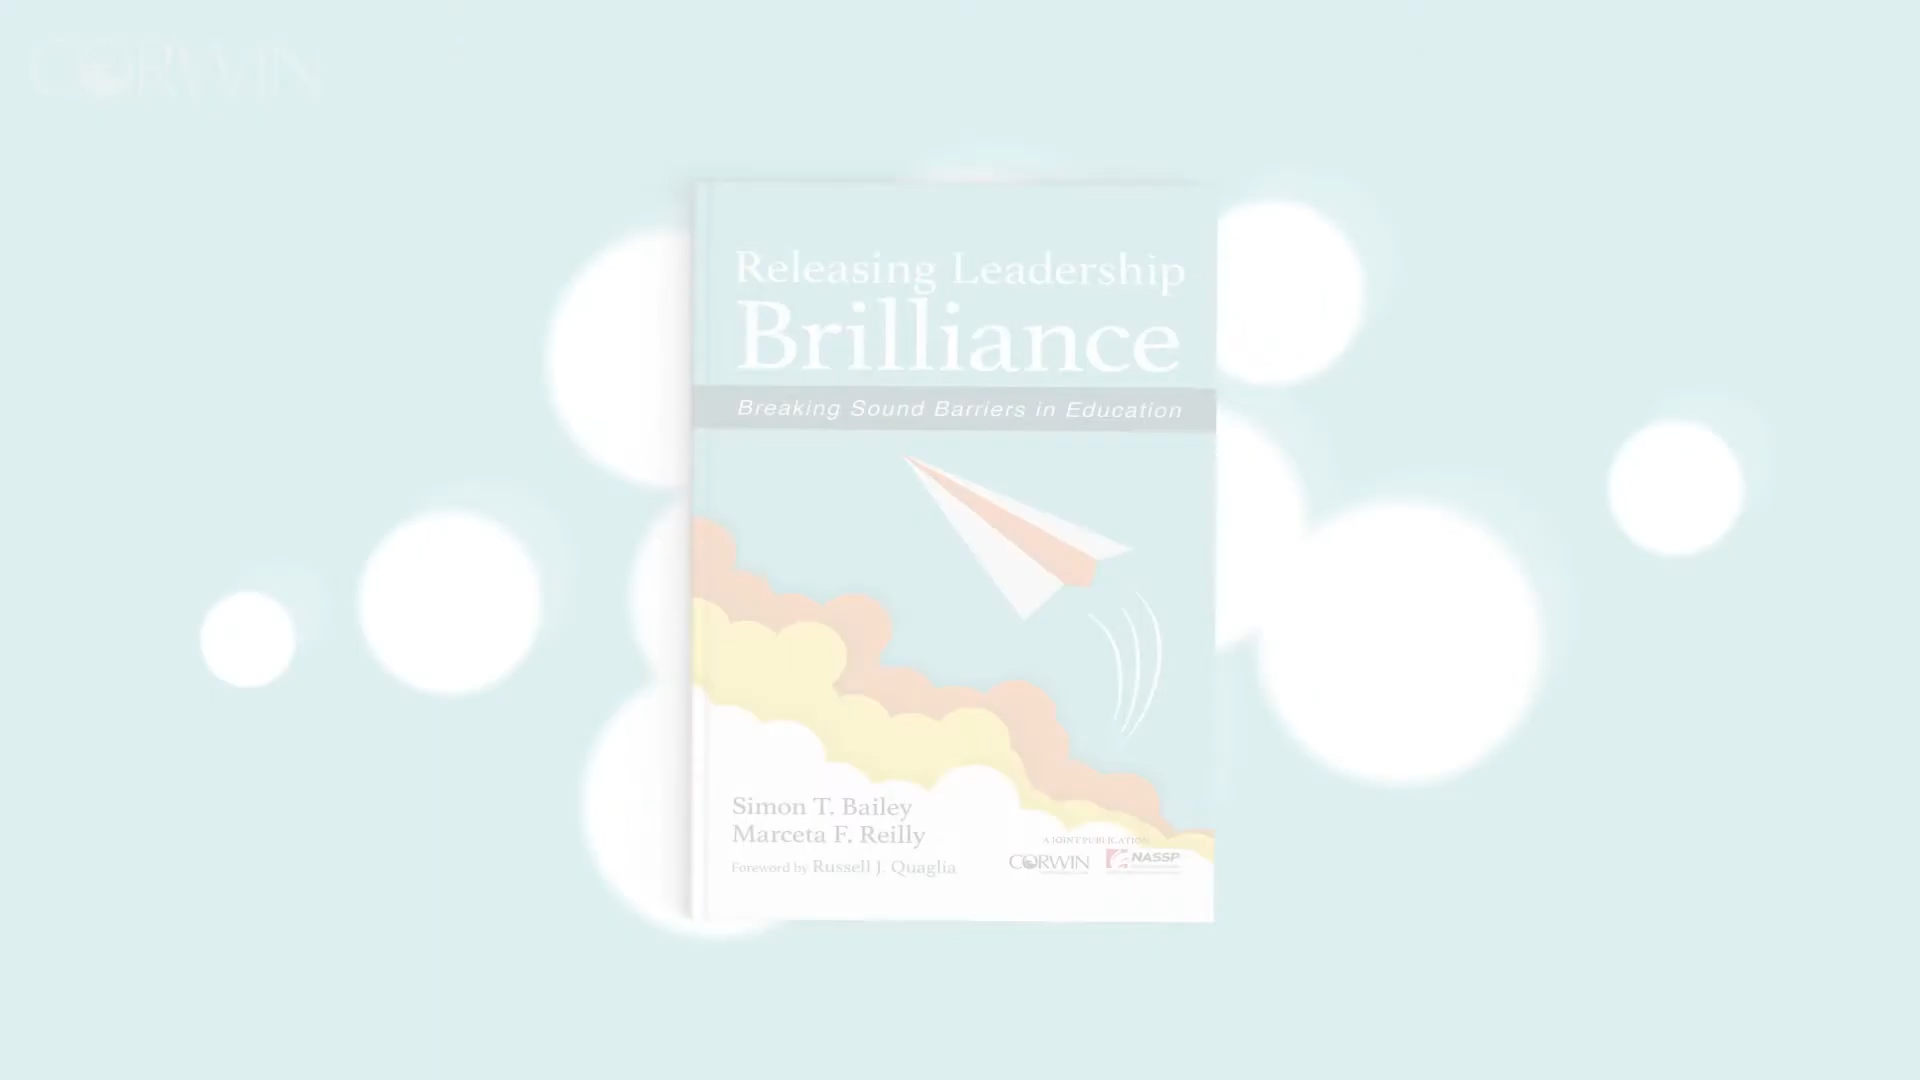 CORWIN
Releasing Leadership
Brilliance
Breaking Sound Barriers in Education
Simon T. Bailey
Marceta F. Reilly
Foreword by Russell J. Quaglia
A JOINT PUBLICATION
CORWIN
NASSP